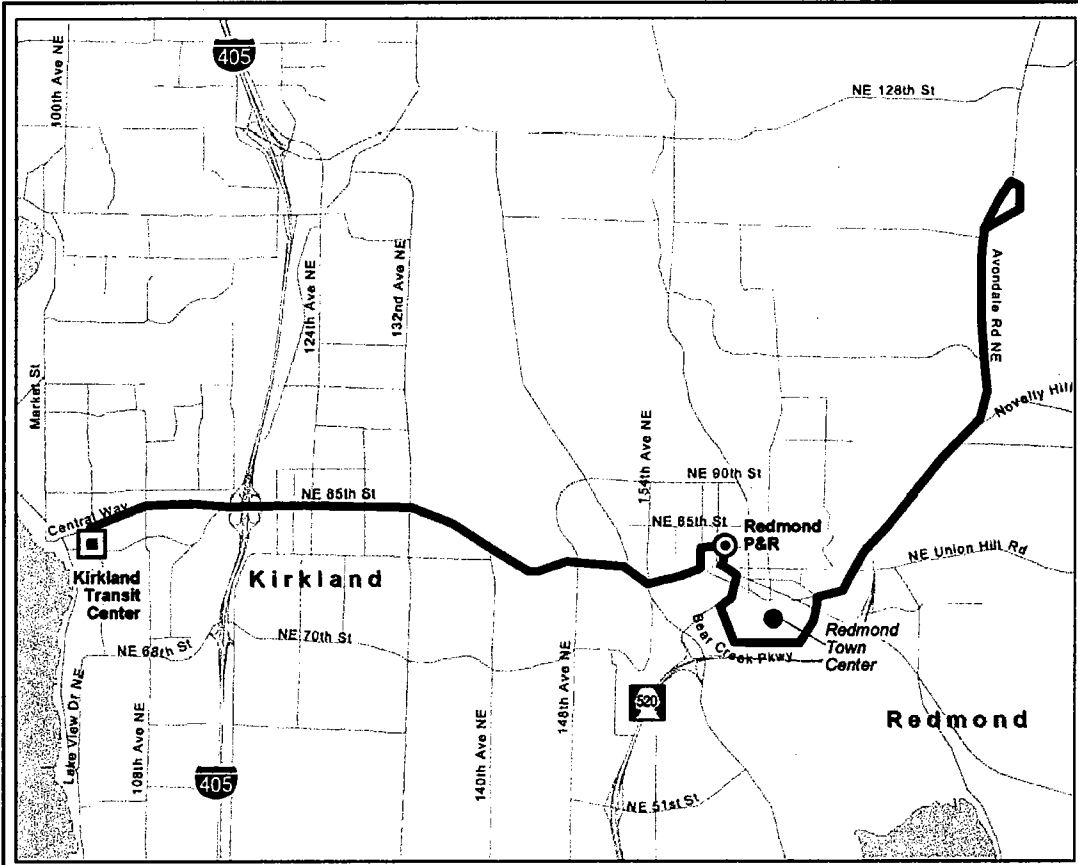 100th Ave NE
405
NE 128th St
124th Ave NE
132nd Ave NE
Avondale Rd NE
Market St
Novelty Hill
NE 85th St
154th Ave NE
NE 90th St
Central Way
NE 85th St
Redmond
P&R
NE Union Hill Rd
Kirkland
Transit
Center
Kirkland
Bear Creek Pkwy
Redmond
Town
Center
NE 68th St
NE 70th St
148th Ave NE
520
Lake View Dr NE
108th Ave NE
405
140th Ave NE
Redmond
NE 51st St